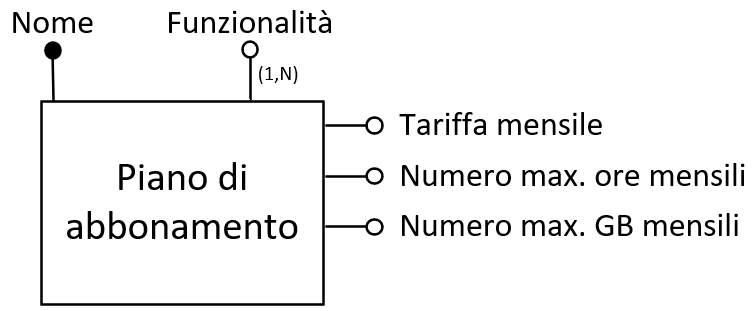 Nome
Funzionalità
(1,N)
Tariffa mensile
Piano di
abbonamento
Numero max. ore mensili
Numero max. GB mensili